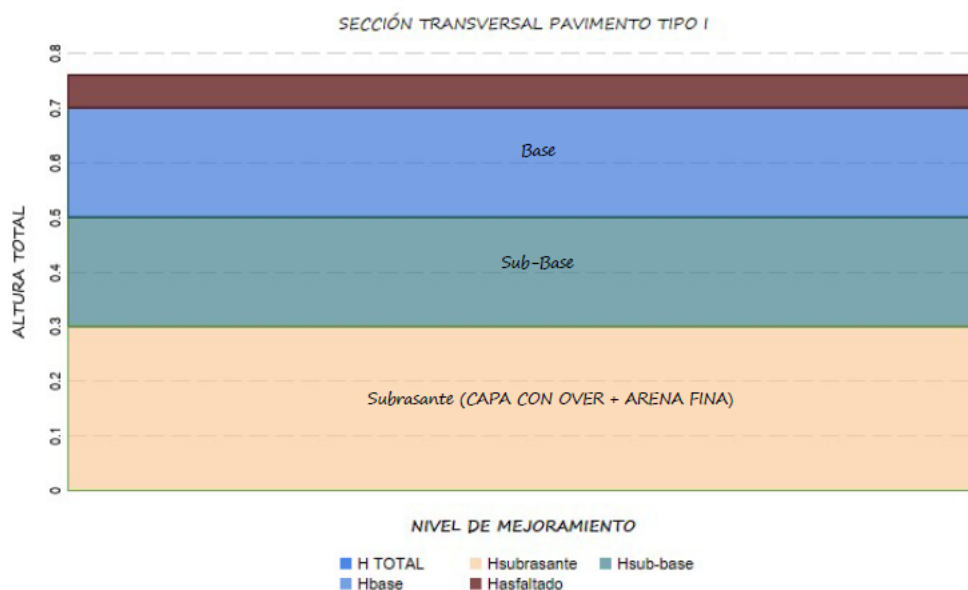 SECCIÓN TRANSVERSAL PAVIMENTO TIPO I
0.8
0.7
0.6
0.5
0.4
0.3
0.2
0.1
0
ALTURA TOTAL
Base
Sub-Base
Subrasante (CAPA CON OVER + ARENA FINA)
NIVEL DE MEJORAMIENTO
H TOTAL Hsubrasante Hsub-base
Hbase Hasfaltado